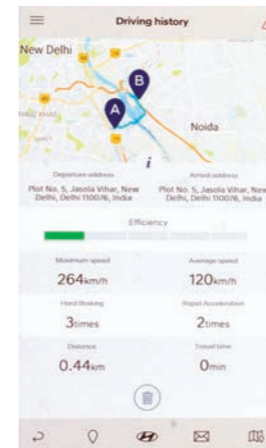 Driving history
New Delhi
B
A
Noida
i
Departure address
Arrival address
Plot No. 5, Jasola Vihar, New
Delhi, Delhi 110076, India
Plot No. 5, Jasola Vihar, New
Delhi, Delhi 110076, India
Efficiency
Maximum speed
Average speed
264km/h
120km/h
Hard Braking
Rapid Acceleration
3times
2times
Distance
Travel time
0.44km
0min